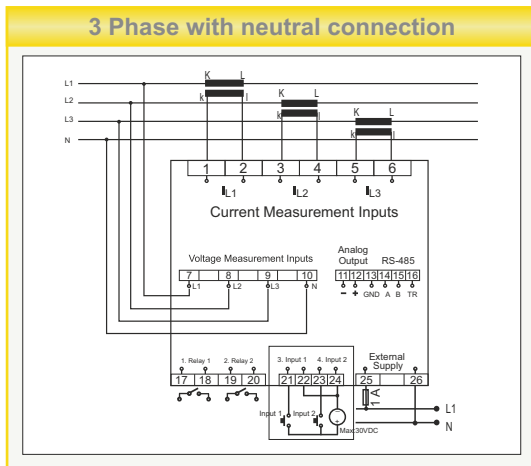 3 Phase with neutral connection
K L
L1
L2 K L
k l
L3 k l K L
N k l
1 2 3 4 5 6
IL1 IL2 IL3
Current Measurement Inputs
Analog
Voltage Measurement Inputs Output RS-485
7 8 9 10 11 12 13 14 15 16
L1 L2 L3 N - + GND A B TR
External
1. Relay 1 2. Relay 2 3. Input 1 4. Input 2 Supply
17 18 19 20 21 22 23 24 25 26
1 A
L1
Input 1 Input 2 + -
N
Max.30VDC